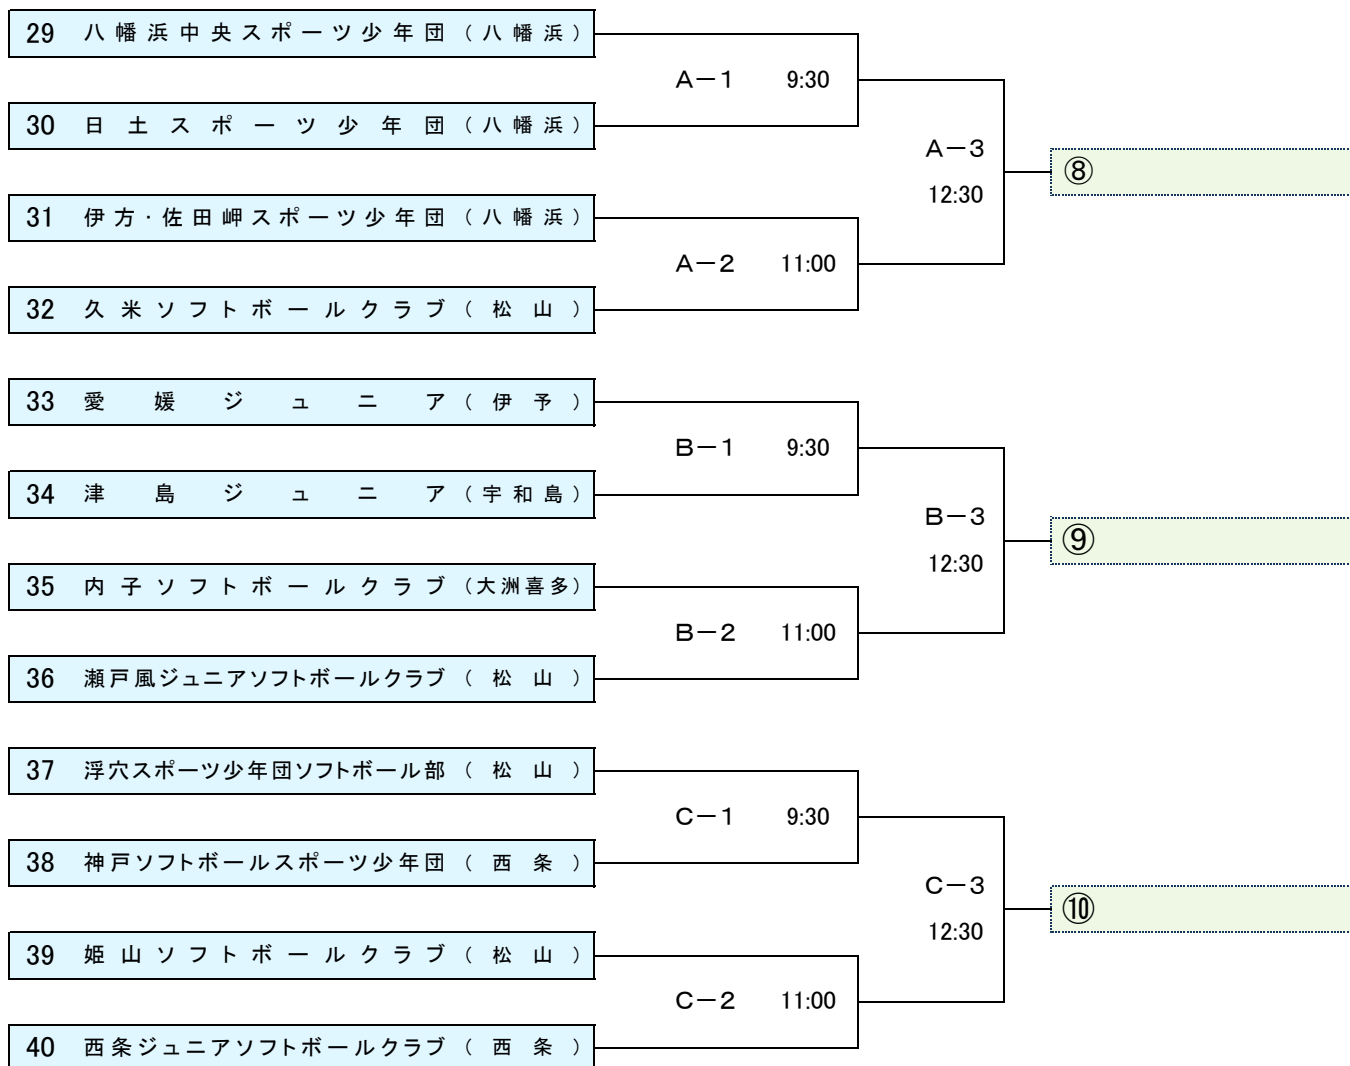 29 八幡浜中央スポーツ少年団（八幡浜）
A－1 9:30
30 日土スポーツ少年団（八幡浜）
A－3
12:30
⑧
31 伊方・佐田岬スポーツ少年団（八幡浜）
A－2 11:00
32 久米ソフトボールクラブ（松山）
33 愛媛ジュニア（伊予）
B－1 9:30
34 津島ジュニア（宇和島）
B－3
12:30
⑨
35 内子ソフトボールクラブ（大洲喜多）
B－2 11:00
36 瀬戸風ジュニアソフトボールクラブ（松山）
37 浮穴スポーツ少年団ソフトボール部（松山）
C－1 9:30
38 神戸ソフトボールスポーツ少年団（西条）
C－3
12:30
⑩
39 姫山ソフトボールクラブ（松山）
C－2 11:00
40 西条ジュニアソフトボールクラブ（西条）